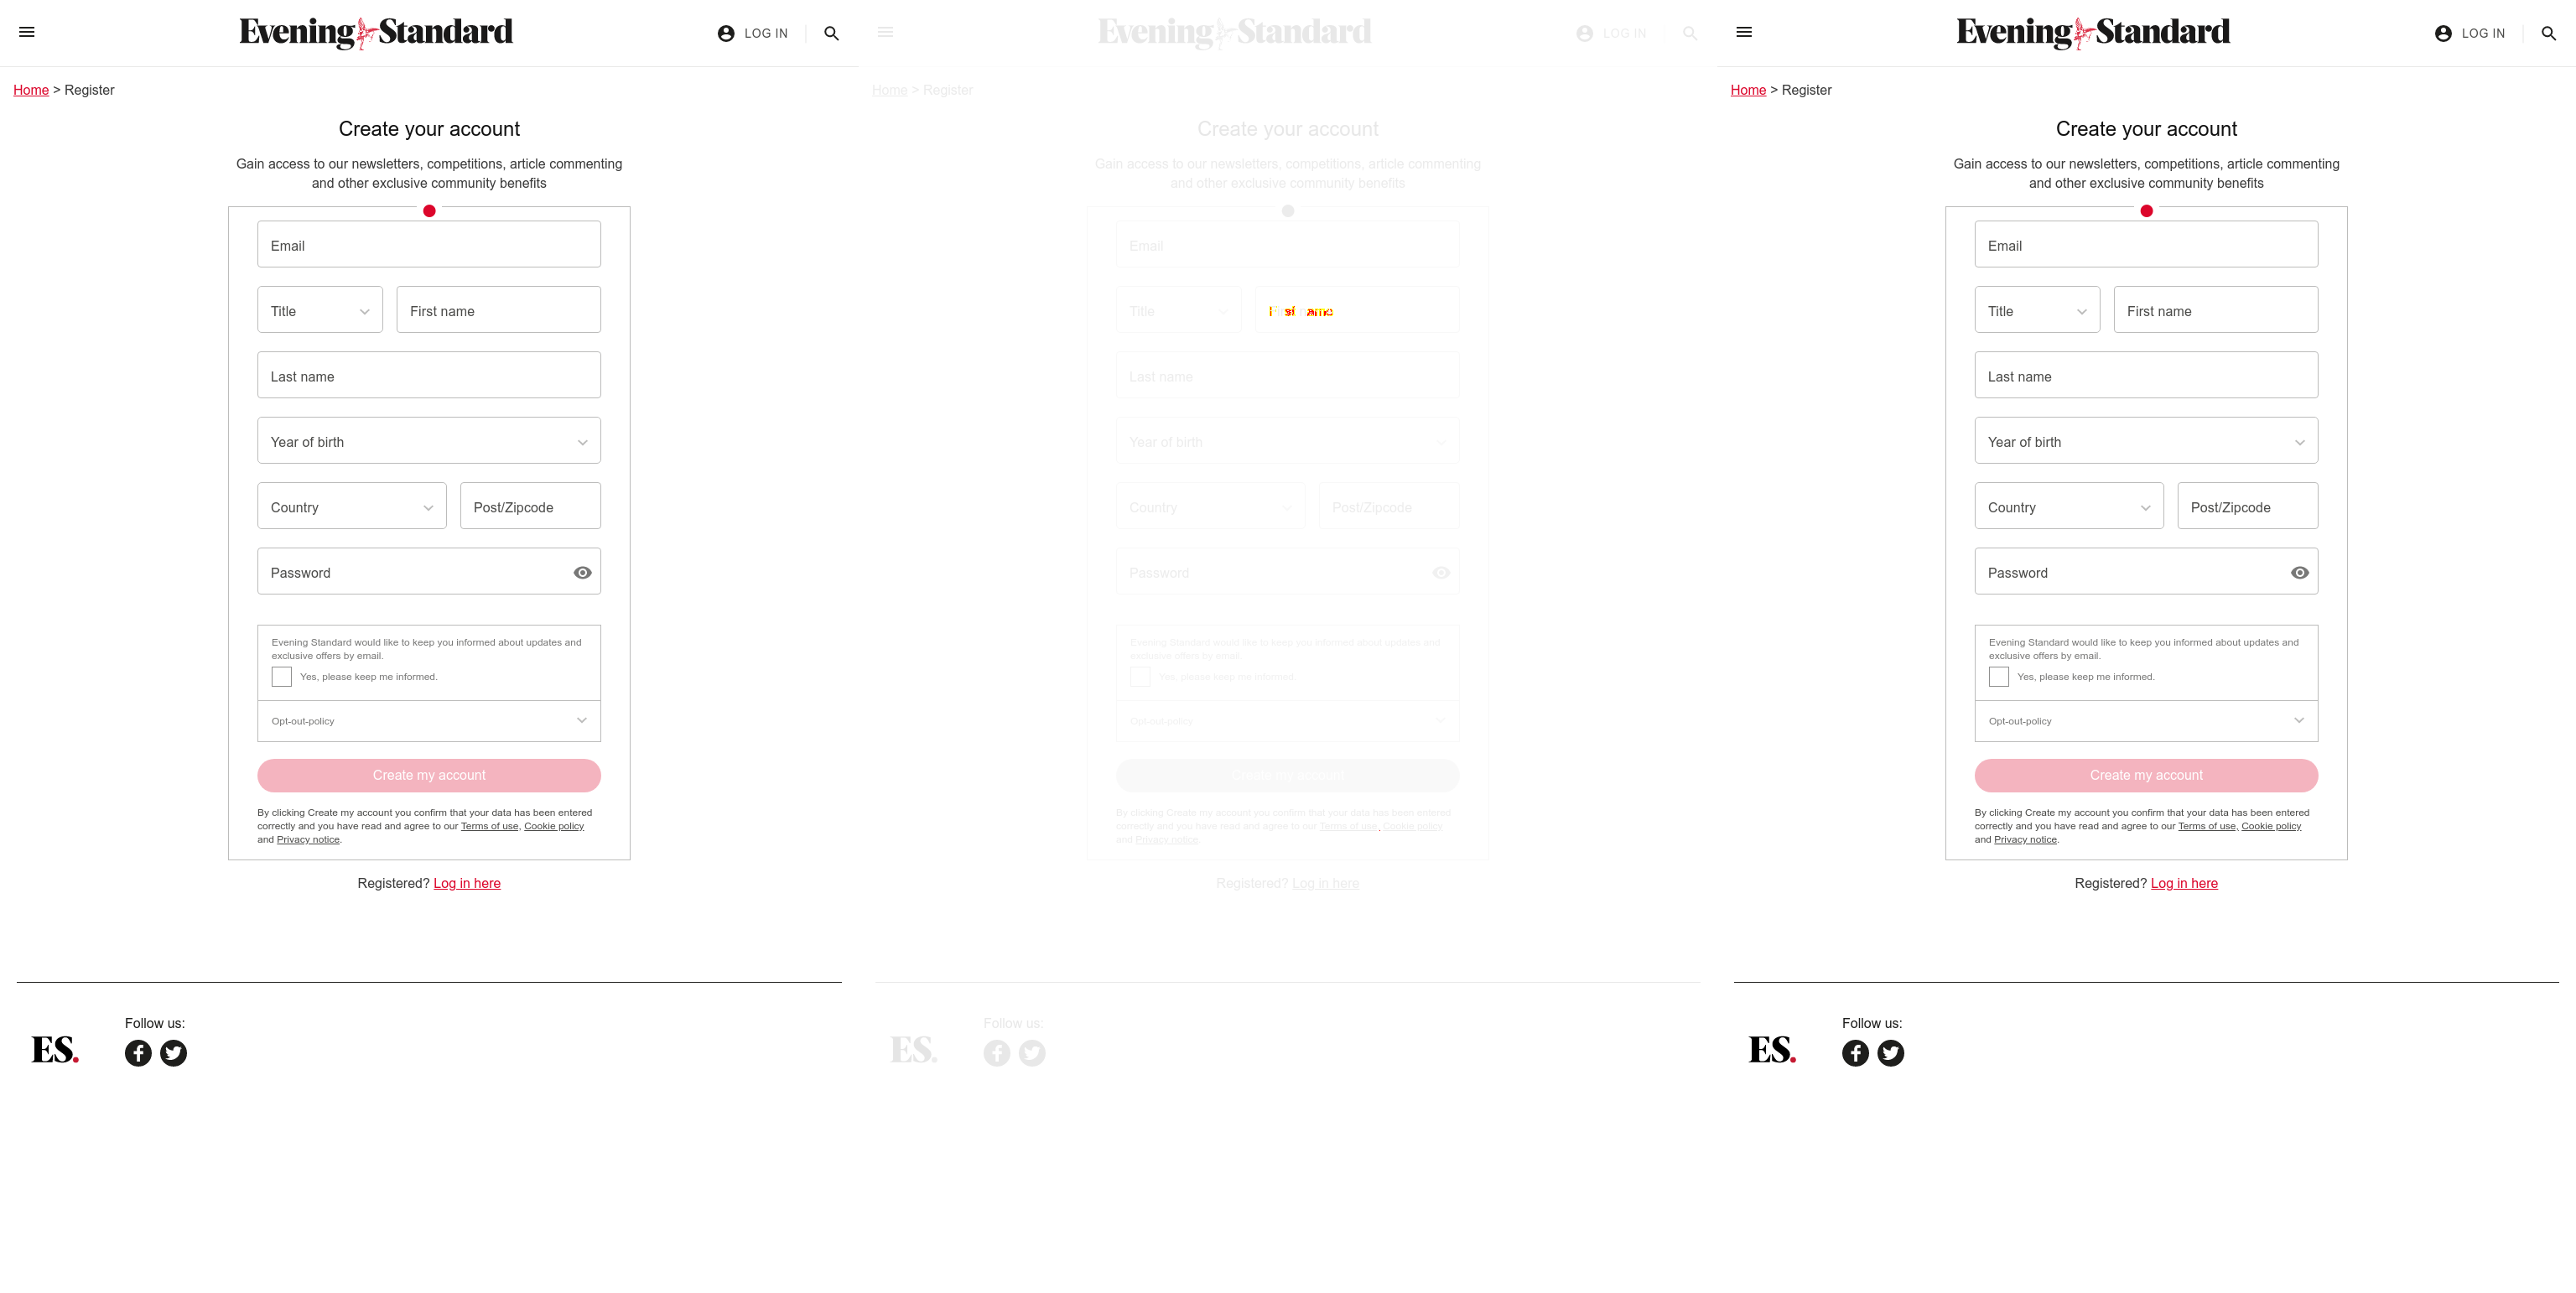 Evening Standard
LOG IN
Home > Register
Create your account
Gain access to our newsletters, competitions, article commenting
and other exclusive community benefits
Email
Title
First name
Last name
Year of birth
Country
Post/Zipcode
Password
Evening Standard would like to keep you informed about updates and
exclusive offers by email.
Yes, please keep me informed.
Opt-out-policy
Create my account
By clicking Create my account you confirm that your data has been entered
correctly and you have read and agree to our Terms of use, Cookie policy
and Privacy notice.
Registered? Log in here
ES.
Follow us:
Evening Standard
LOG IN
Home > Register
Create your account
Gain access to our newsletters, competitions, article commenting
and other exclusive community benefits
Email
Title
Last name
Year of birth
Country
Post/Zipcode
Password
Evening Standard would like to keep you informed about updates and
exclusive offers by email.
Yes, please keep me informed.
Opt-out-policy
Create my account
By clicking Create my account you confirm that your data has been entered
correctly and you have read and agree to our Terms of use, Cookie policy
and Privacy notice.
Registered? Log in here
ES.
Follow us:
Evening Standard
LOG IN
Home > Register
Create your account
Gain access to our newsletters, competitions, article commenting
and other exclusive community benefits
Email
Title
First name
Last name
Year of birth
Country
Post/Zipcode
Password
Evening Standard would like to keep you informed about updates and
exclusive offers by email.
Yes, please keep me informed.
Opt-out-policy
Create my account
By clicking Create my account you confirm that your data has been entered
correctly and you have read and agree to our Terms of use, Cookie policy
and Privacy notice.
Registered? Log in here
ES.
Follow us: